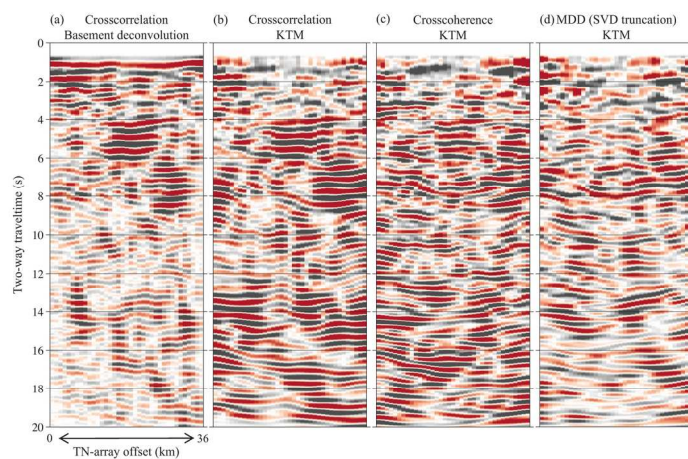 (a) Crosscorrelation
Basement deconvolution
(b) Crosscorrelation
KTM
(c) Crosscoherence
KTM
(d) MDD (SVD truncation)
KTM
Two-way traveltime (s)
0
2
4
6
8
10
12
14
16
18
20
0 36
TN-array offset (km)